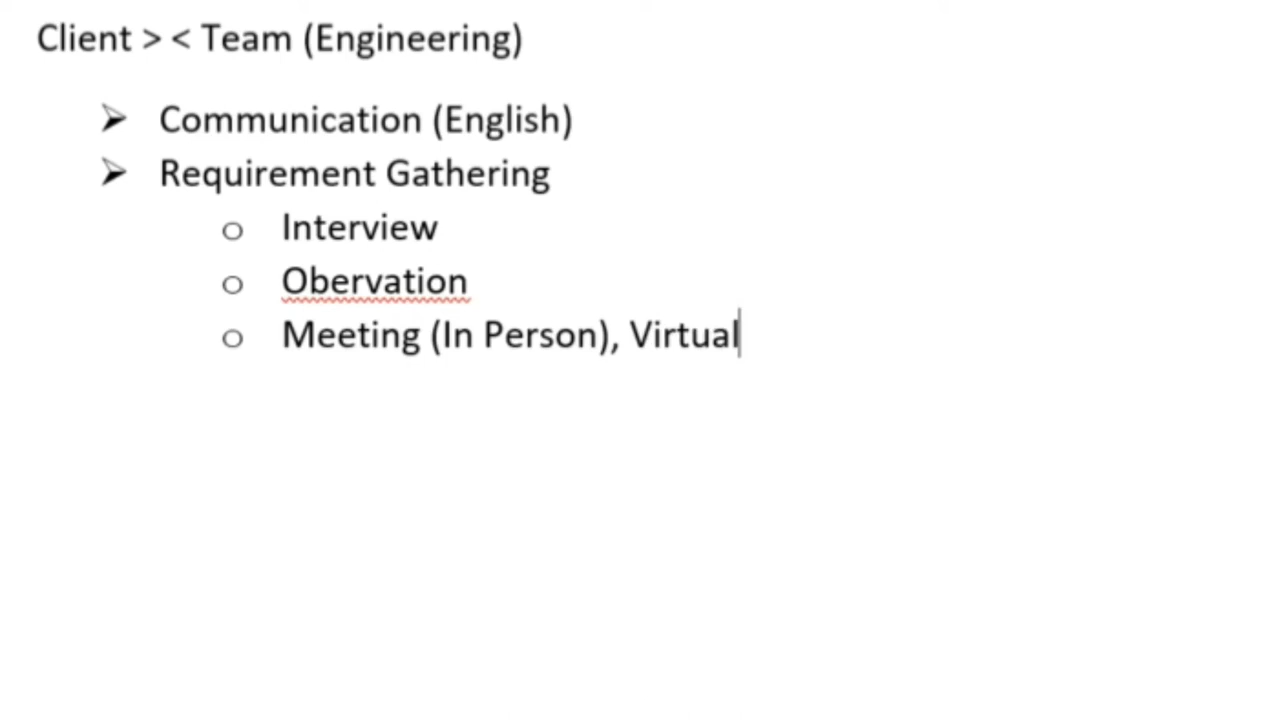 Client > < Team (Engineering)
➢ Communication (English)
➢ Requirement Gathering
o Interview
o Obervation
o Meeting (In Person), Virtual